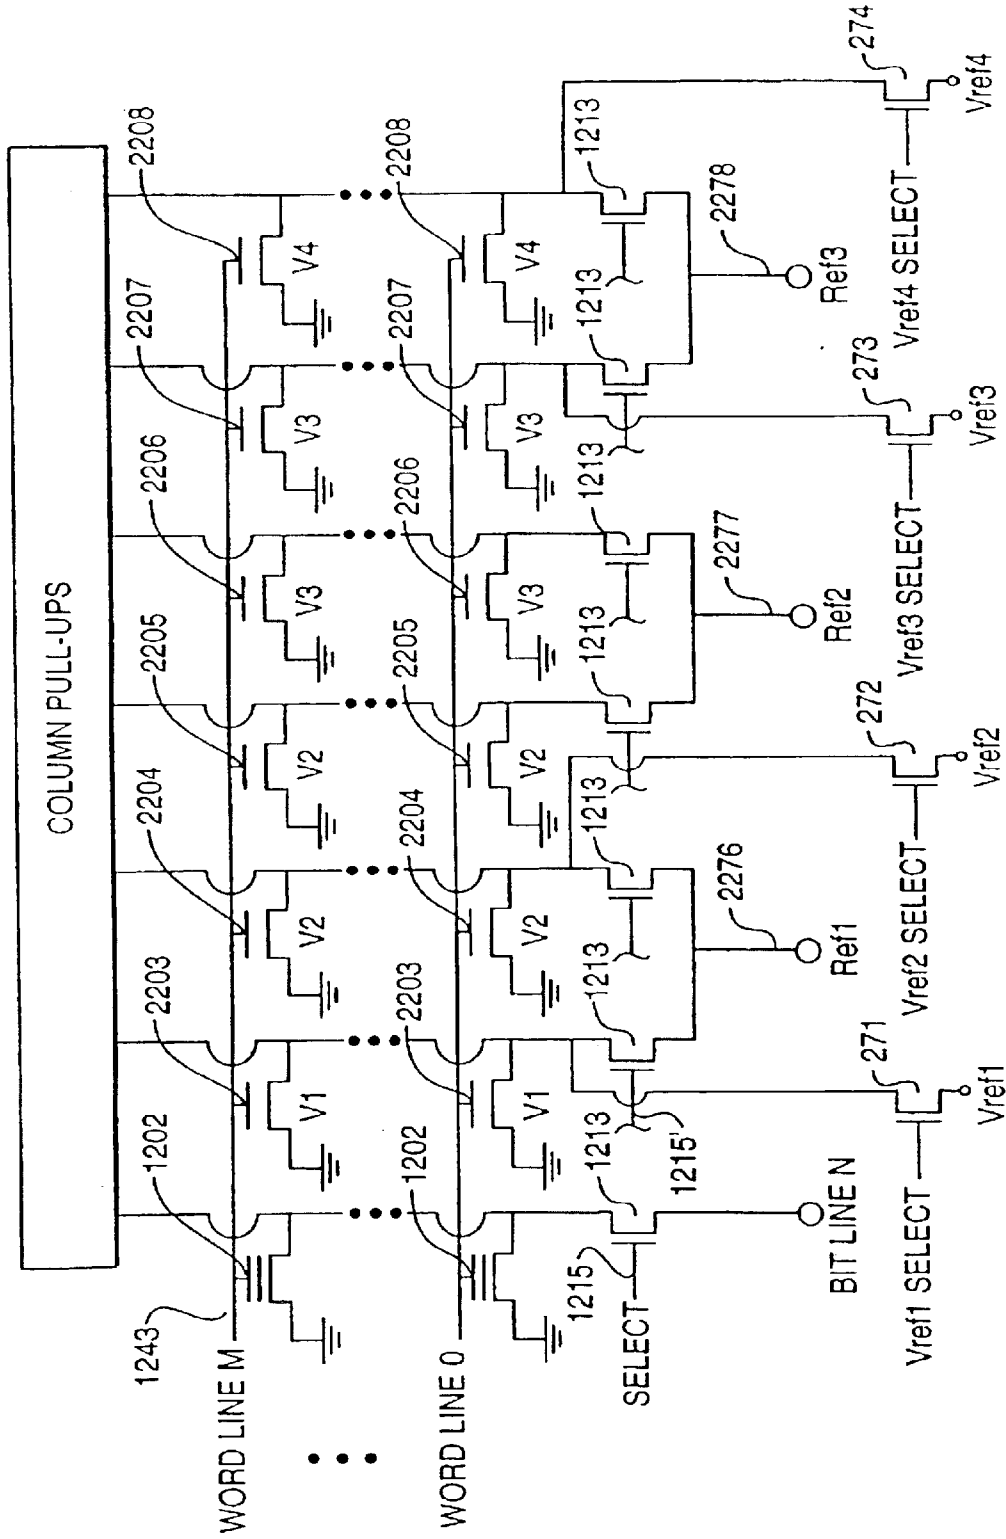 COLUMN PULL-UPS
1243 1202 2203 2204 2205 2206 2207 2208
WORD LINE M
V1 V2 V2 V3 V3 V4
1202 2203 2204 2205 2206 2207 2208
WORD LINE 0
V1 V2 V2 V3 V3 V4
1215 1213 1213 1213 1213 1213 1213 1213
SELECT
1215'
2276 2277 2278
BIT LINE N Ref1 Ref2 Ref3
271 272 273 274
Vref1 SELECT Vref2 SELECT Vref3 SELECT Vref4 SELECT
Vref1 Vref2 Vref3 Vref4